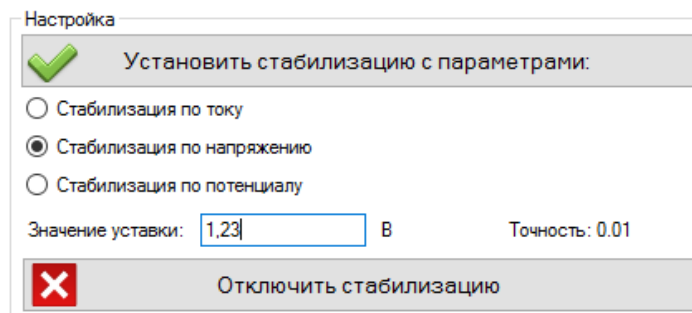 Настройка
Установить стабилизацию с параметрами:
Стабилизация по току
Стабилизация по напряжению
Стабилизация по потенциалу
Значение уставки: 1,23 В Точность: 0.01
Отключить стабилизацию